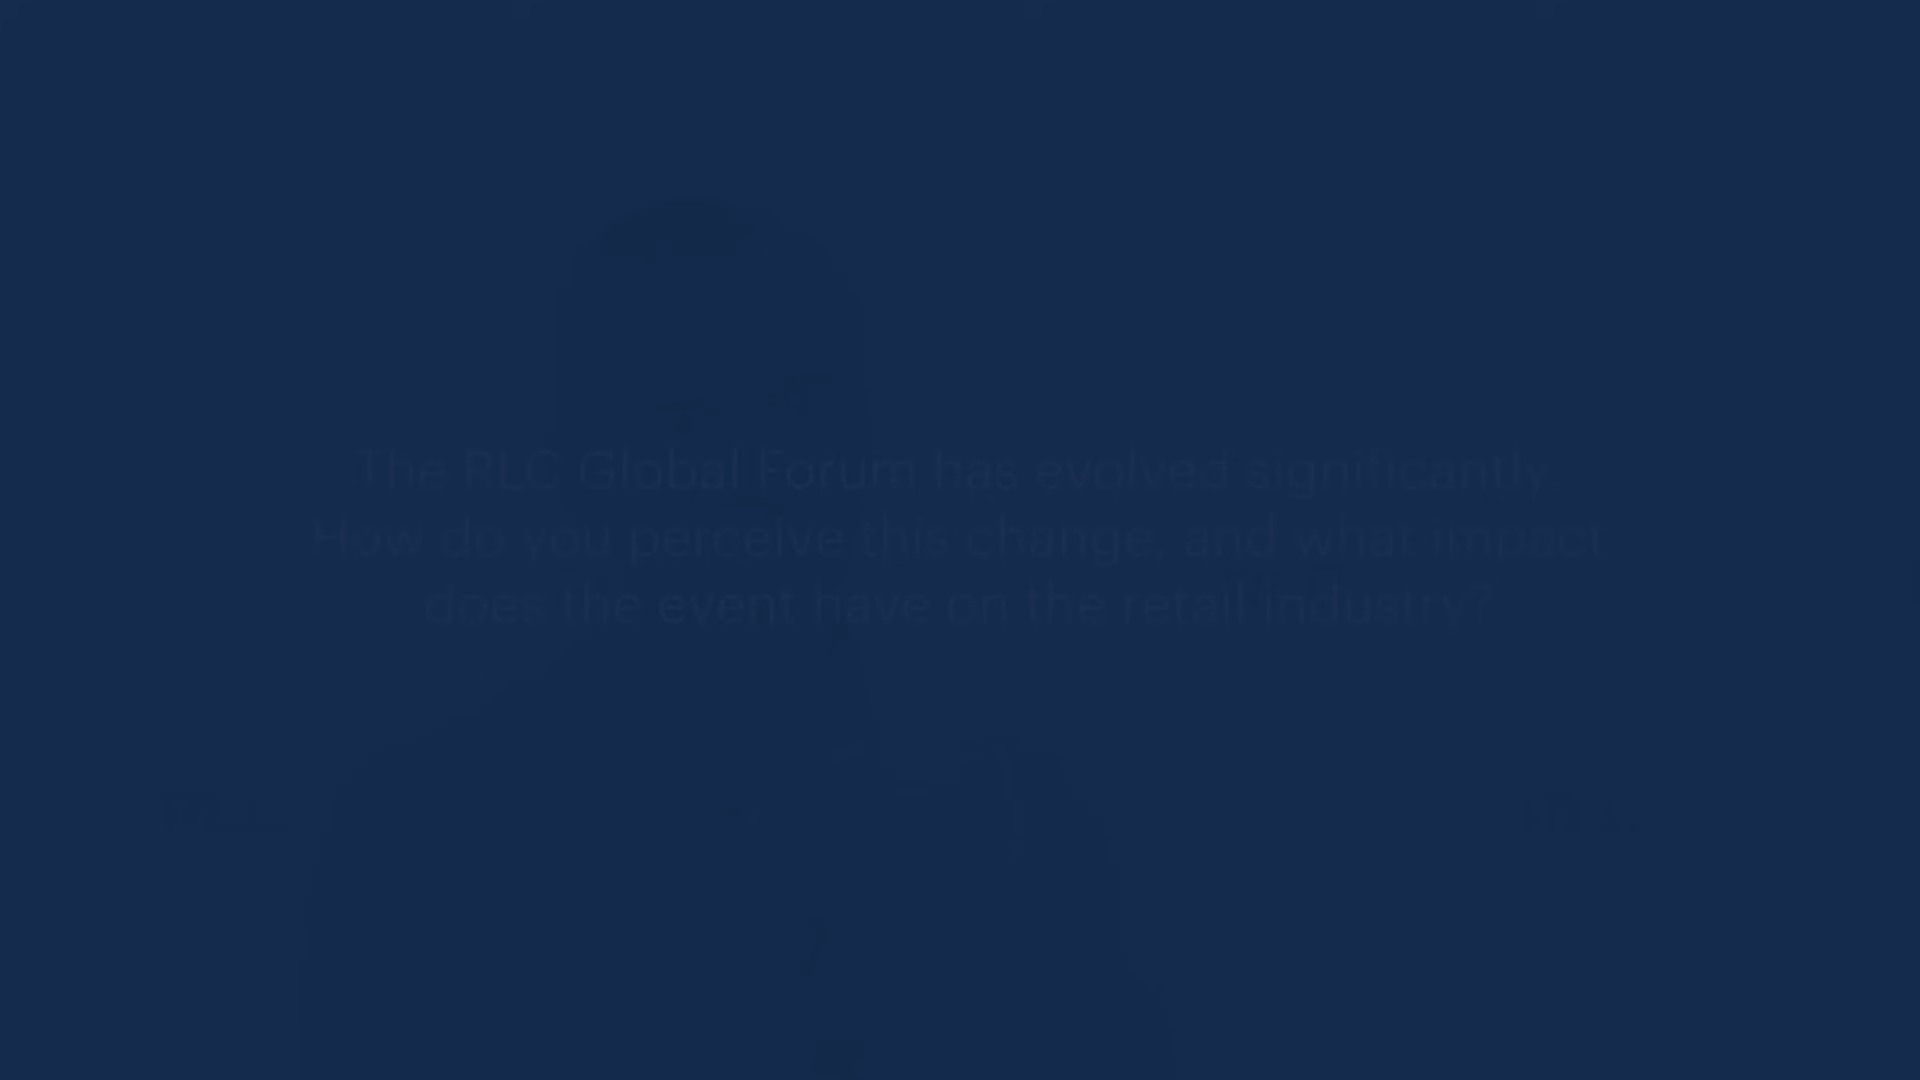 The RLC Global Forum has evolved significantly.
How do you perceive this change, and what impact
does the event have on the retail industry?